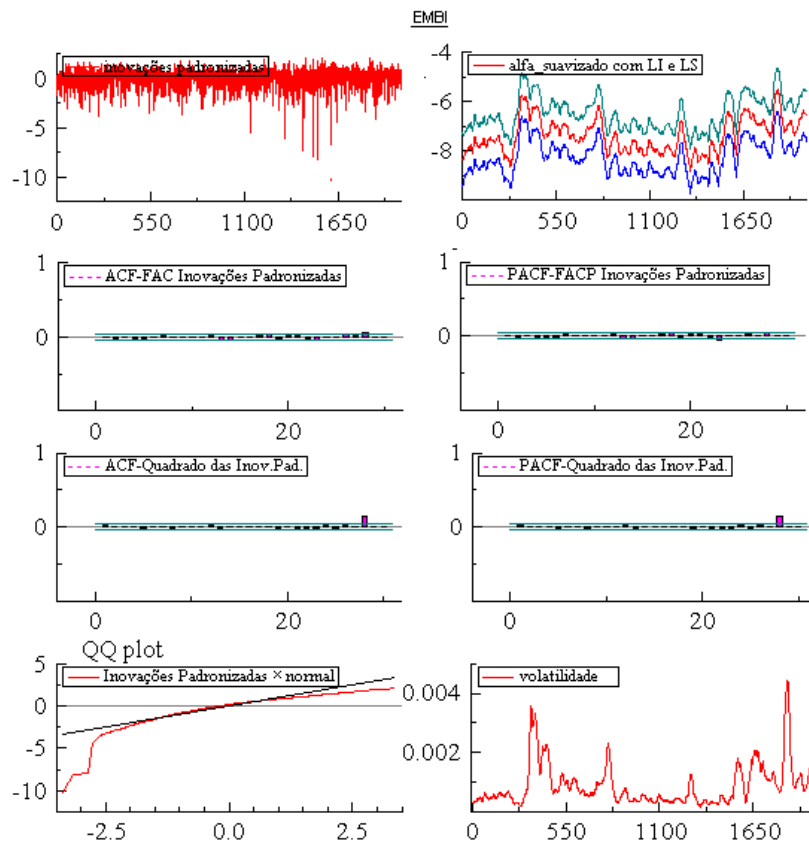 EMBI
inovações padronizadas
0
-5
-10
0 550 1100 1650
alfa_suavizado com LI e LS
-4
-6
-8
0 550 1100 1650
ACF-FAC Inovações Padronizadas
1
0
0 20
PACF-FACP Inovações Padronizadas
1
0
0 20
ACF-Quadrado das Inov.Pad.
1
0
0 20
PACF-Quadrado das Inov.Pad.
1
0
0 20
QQ plot
Inovações Padronizadas × normal
5
0
-5
-10
-2.5 0.0 2.5
volatilidade
0.004
0.002
0 550 1100 1650